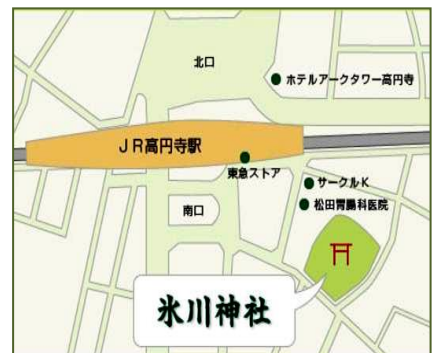 北口
ホテルアークタワー高円寺
JR高円寺駅
東急ストア
サークルK
松田胃腸科医院
南口
氷川神社